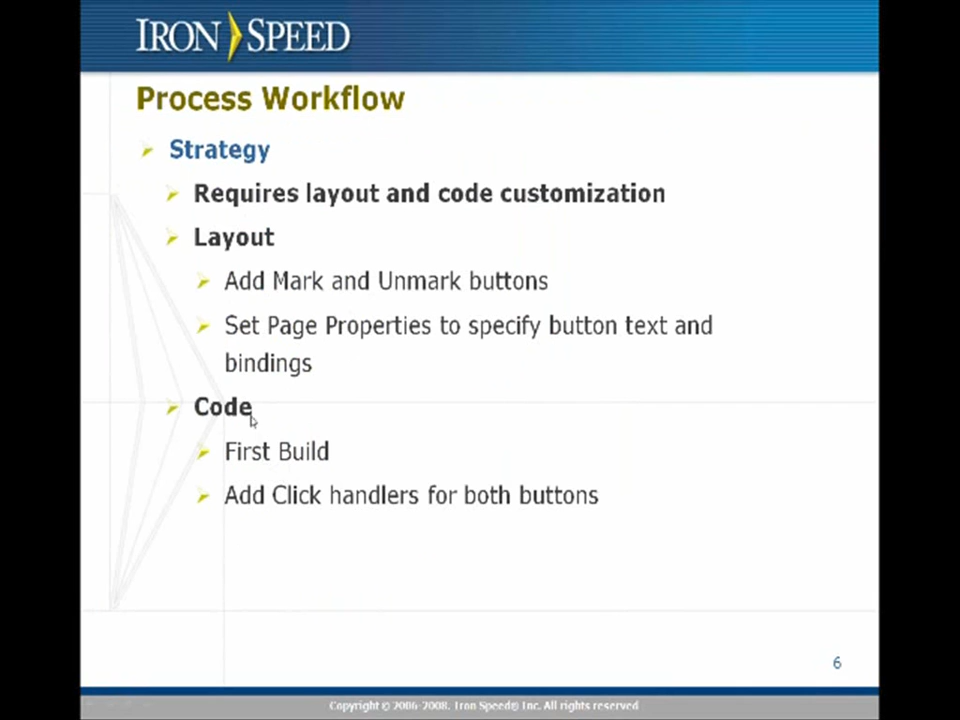 IRON SPEED
Process Workflow
Strategy
Requires layout and code customization
Layout
Add Mark and Unmark buttons
Set Page Properties to specify button text and
bindings
Code
First Build
Add Click handlers for both buttons
6
Copyright © 2006-2008. Iron Speed® Inc. All rights reserved